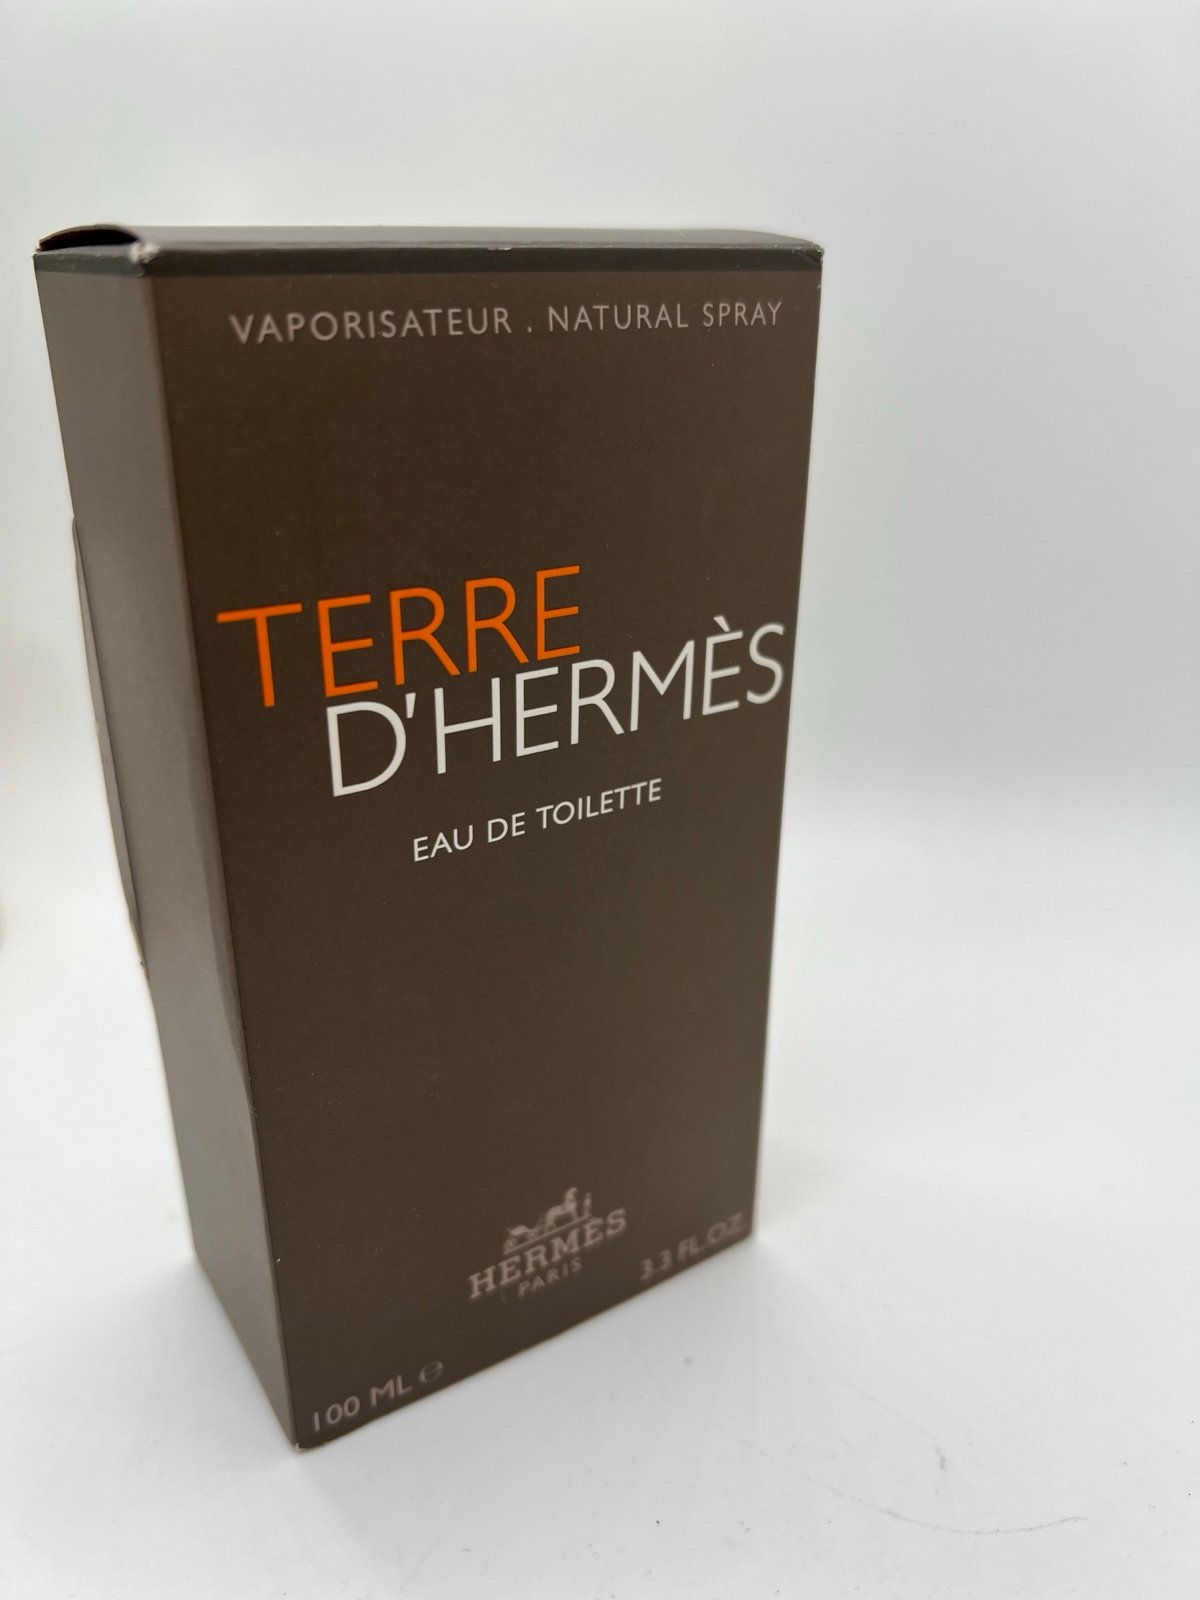 VAPORISATEUR . NATURAL SPRAY
TERRE
D'HERMÈS
EAU DE TOILETTE
HERMÈS
PARIS
100 ML ℮ 3.3 FL.OZ